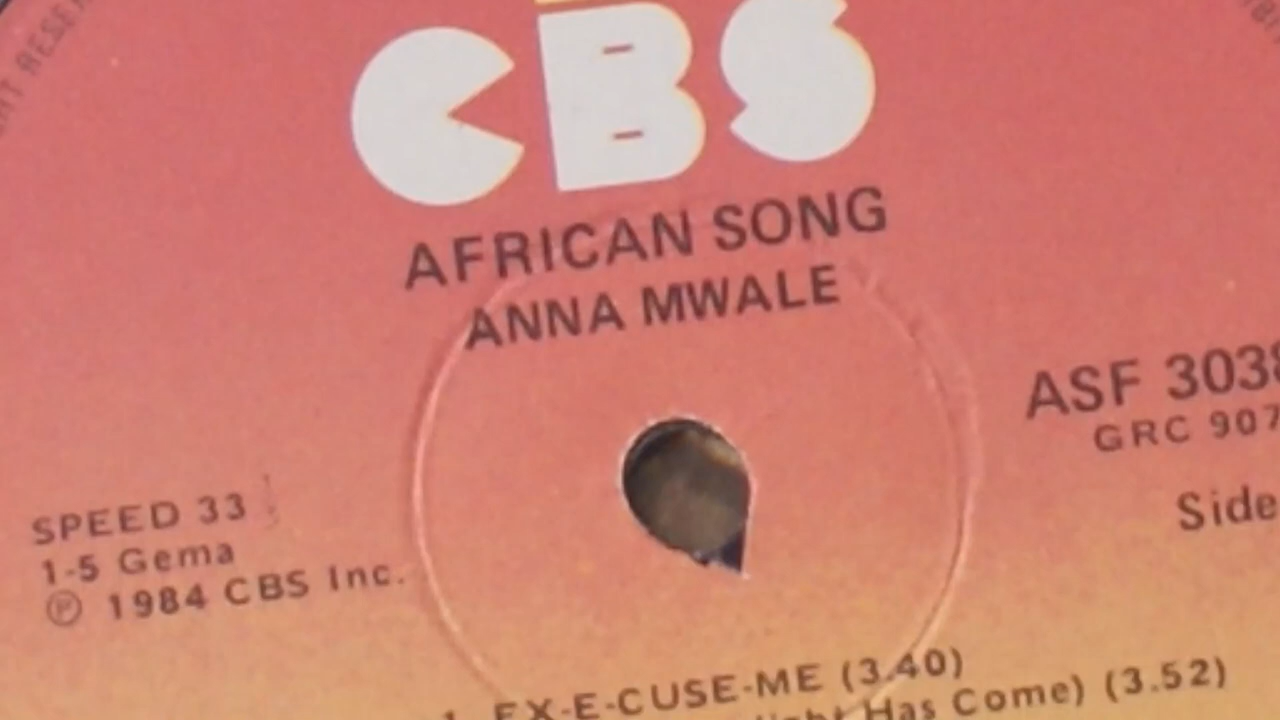 CBS
AFRICAN SONG
ANNA MWALE
ASF 303
GRC 907
Side
SPEED 33
1-5 Gema
Ⓟ 1984 CBS Inc.
EX-E-CUSE-ME (3.40)
Has Come) (3.52)